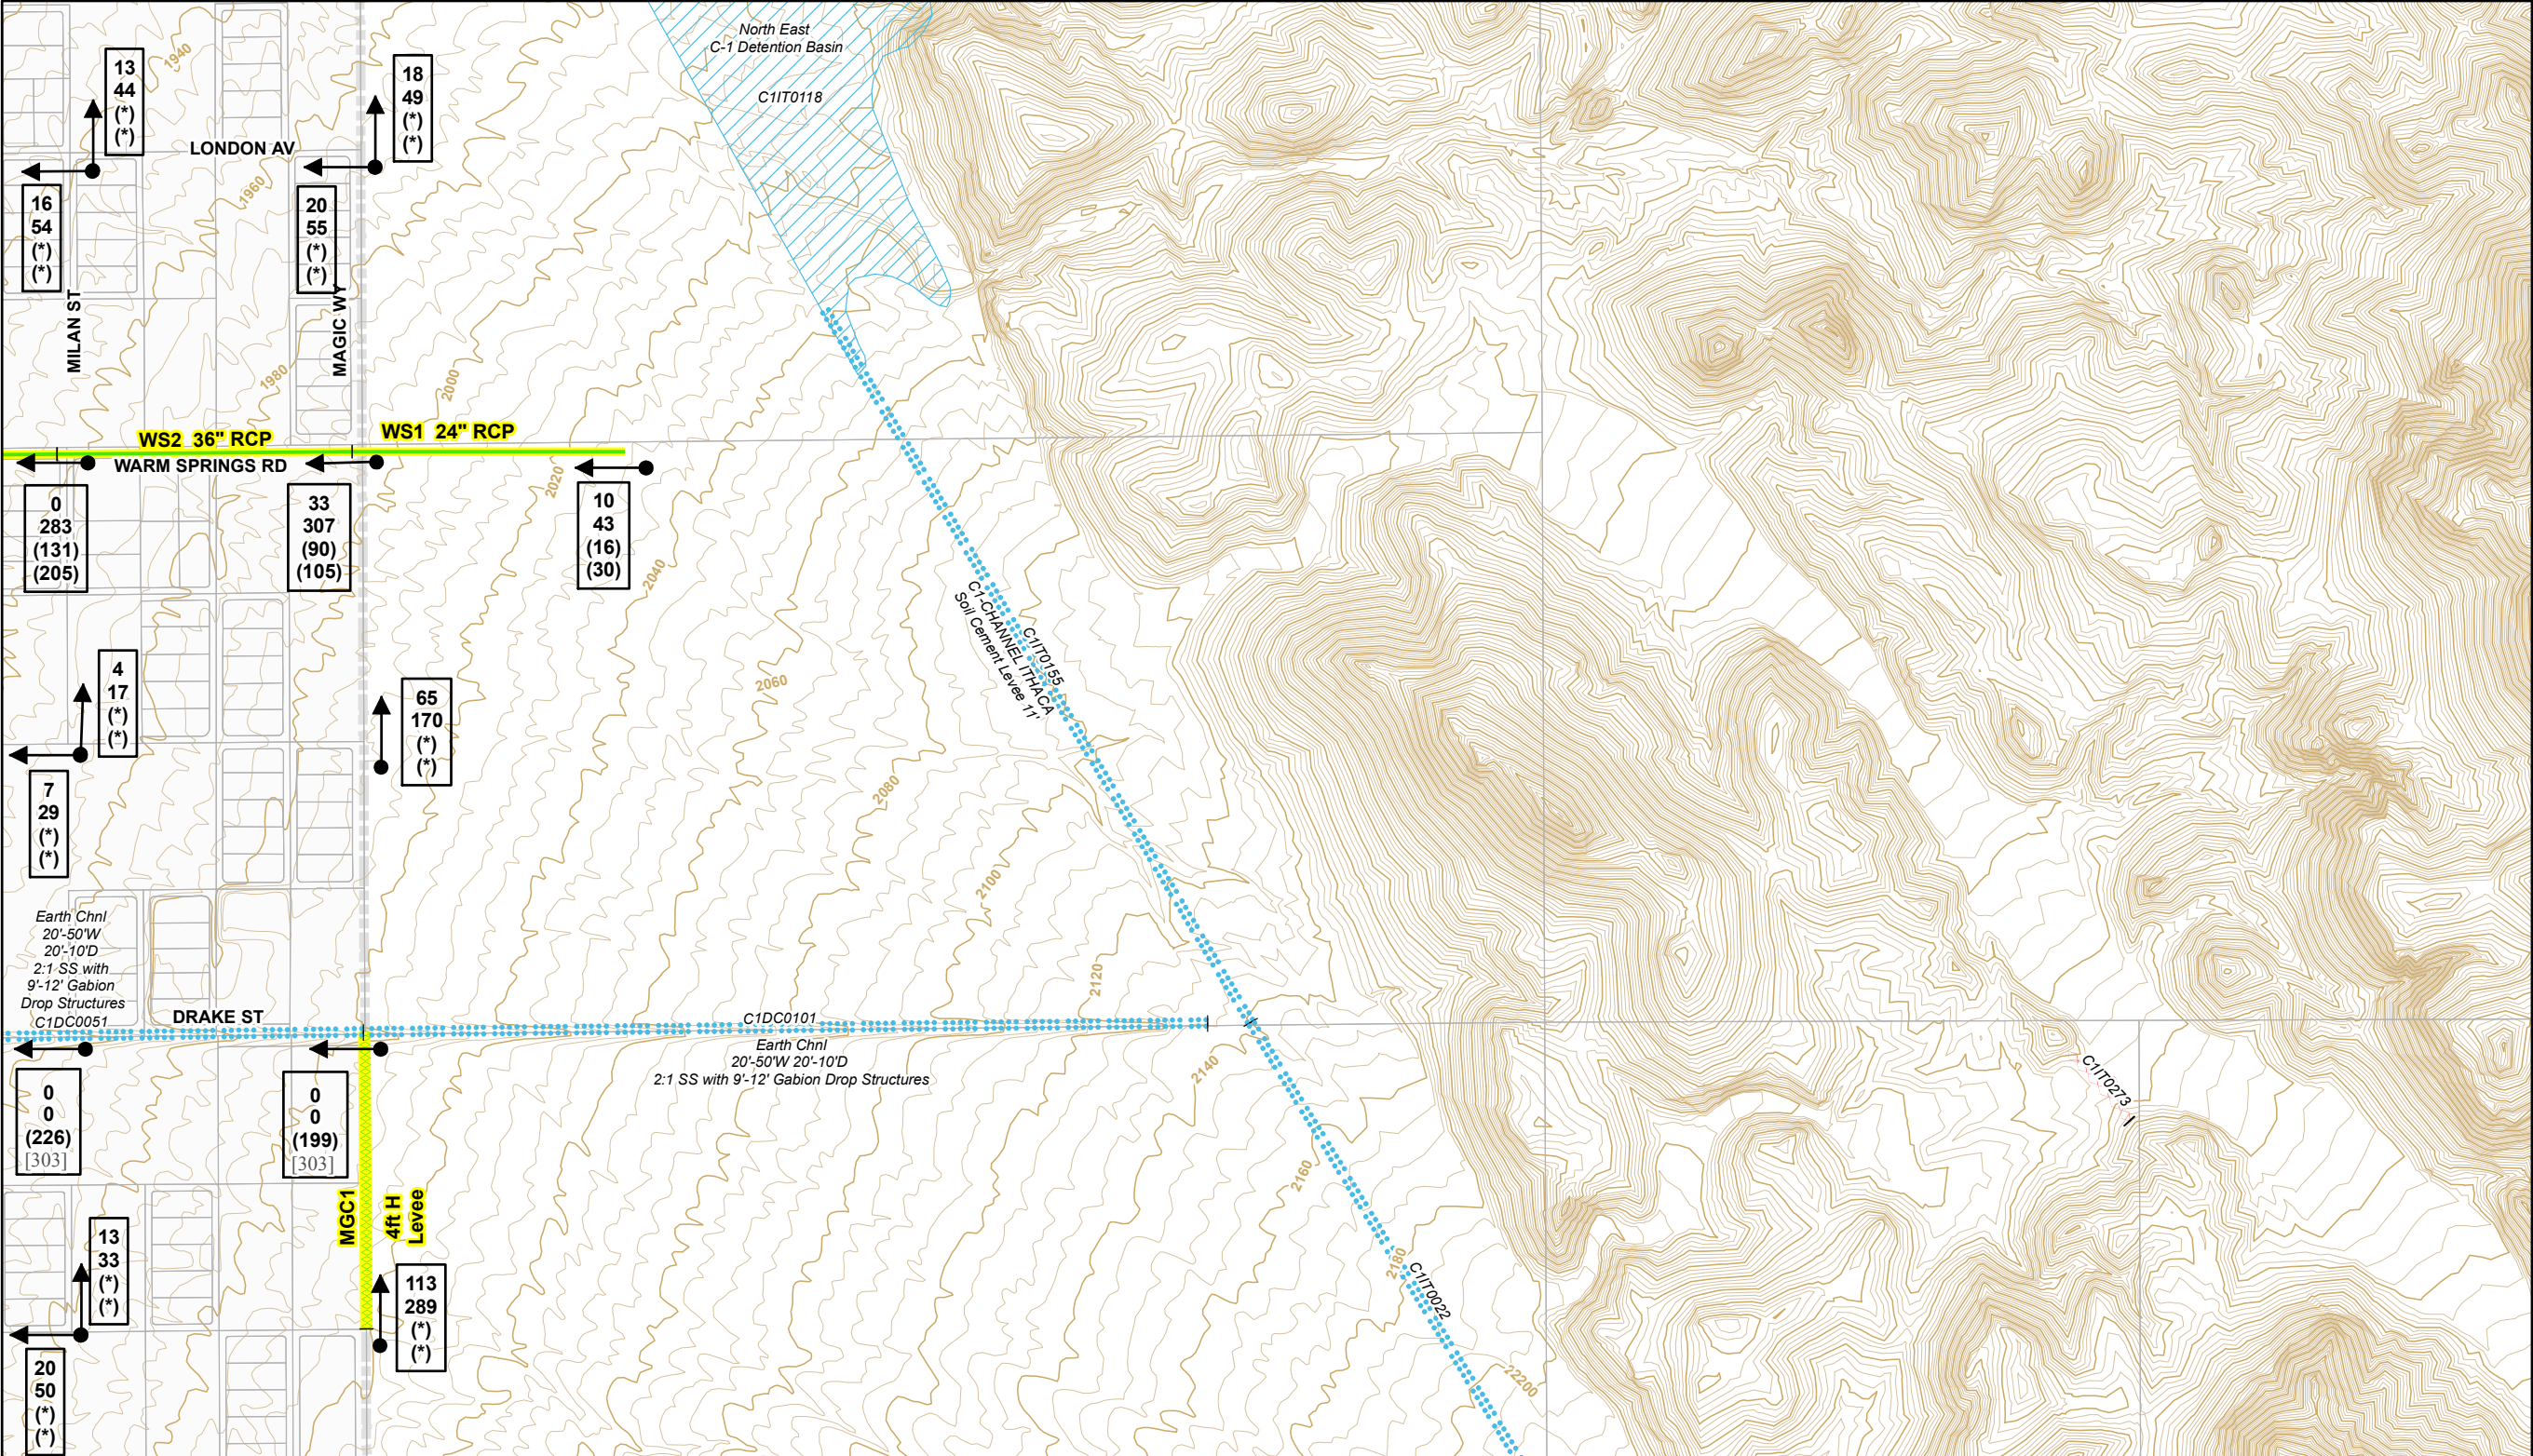 North East
C-1 Detention Basin
C1IT0118
1940
13
44
(*)
(*)
18
49
(*)
(*)
LONDON AV
1960
16
54
(*)
(*)
20
55
(*)
(*)
MILAN ST
MAGIC WY
1980
2000
WS2 36" RCP
WS1 24" RCP
WARM SPRINGS RD
2020
0
283
(131)
(205)
33
307
(90)
(105)
10
43
(16)
(30)
2040
C1IT0155
C1-CHANNEL ITHACA
Soil Cement Levee 11'
4
17
(*)
(*)
65
170
(*)
(*)
2060
7
29
(*)
(*)
2080
2100
Earth Chnl
20'-50'W
20'-10'D
2:1 SS with
9'-12' Gabion
Drop Structures
C1DC0051
2120
DRAKE ST
C1DC0101
Earth Chnl
20'-50'W 20'-10'D
2:1 SS with 9'-12' Gabion Drop Structures
2140
C1IT0273
0
0
(226)
[303]
0
0
(199)
[303]
MGC1
4ft H
Levee
2160
13
33
(*)
(*)
113
289
(*)
(*)
2180
C1IT0022
20
50
(*)
(*)
22200